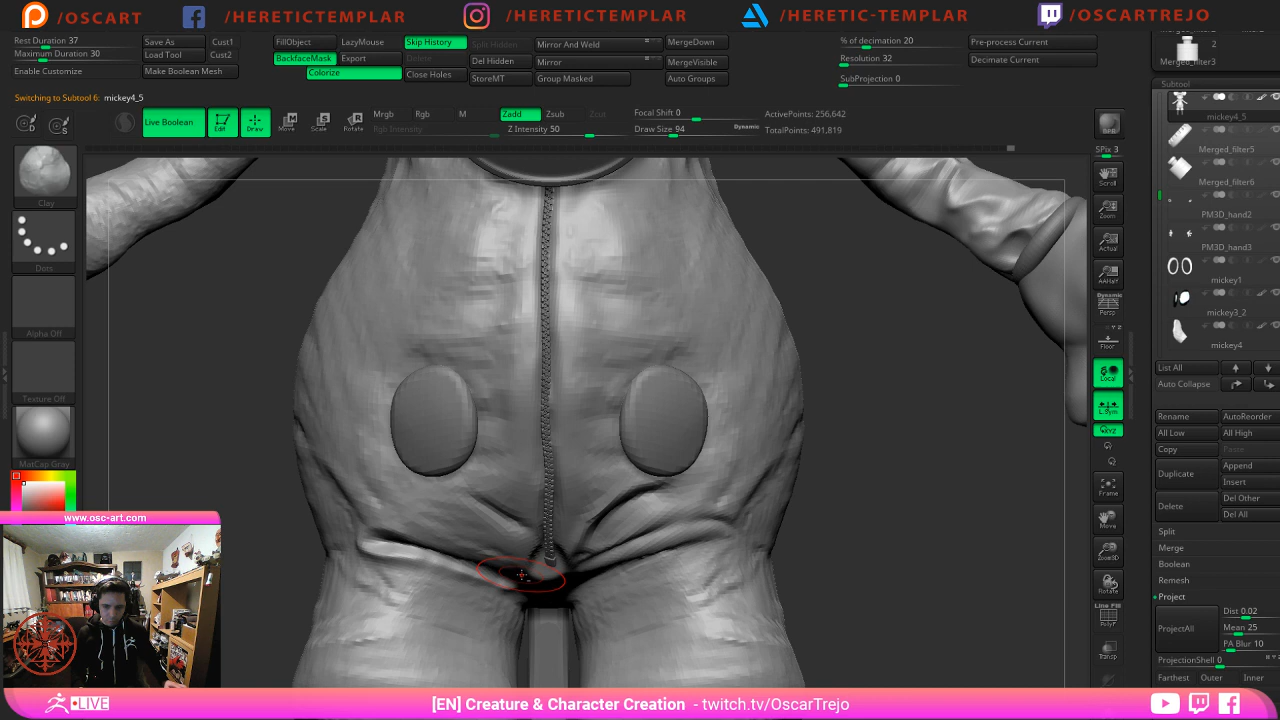 /OSCART
/HERETICTEMPLAR
/HERETICTEMPLAR
/HERETIC-TEMPLAR
/OSCARTREJO
Rest Duration 37
Maximum Duration 30
Enable Customize
Save As
Load Tool
Make Boolean Mesh
Cust1
Cust2
FillObject
LazyMouse
Skip History
Split Hidden
Mirror And Weld
MergeDown
BackfaceMask
Export
Delete
Del Hidden
Mirror
MergeVisible
Colorize
Close Holes
StoreMT
Group Masked
Auto Groups
% of decimation 20
Resolution 32
SubProjection 0
Pre-process Current
Decimate Current
2
Merged_filter3
Subtool
Switching to Subtool 6: mickey4_5
Live Boolean
Edit
Draw
Move
Scale
Rotate
Mrgb
Rgb
M
Rgb Intensity
Zadd
Zsub
Zcut
Z Intensity 50
Focal Shift 0
Draw Size 94
Dynamic
ActivePoints: 256,642
TotalPoints: 491,819
BPR
SPix 3
Scroll
Zoom
Actual
AAHalf
Dynamic
Persp
Floor
Local
L.Sym
Frame
Move
Zoom3D
Rotate
Line Fill
PolyF
Transp
Clay
Dots
Alpha Off
Texture Off
MatCap Gray
mickey4_5
Merged_filter5
Merged_filter6
PM3D_hand2
PM3D_hand3
mickey1
mickey3_2
mickey4
List All
Auto Collapse
Rename
AutoReorder
All Low
All High
Copy
Paste
Duplicate
Append
Insert
Delete
Del Other
Del All
Split
Merge
Boolean
Remesh
Project
ProjectAll
Dist 0.02
Mean 25
PA Blur 10
ProjectionShell 0
Farthest
Outer
Inner
www.osc-art.com
LIVE
[EN] Creature & Character Creation - twitch.tv/OscarTrejo